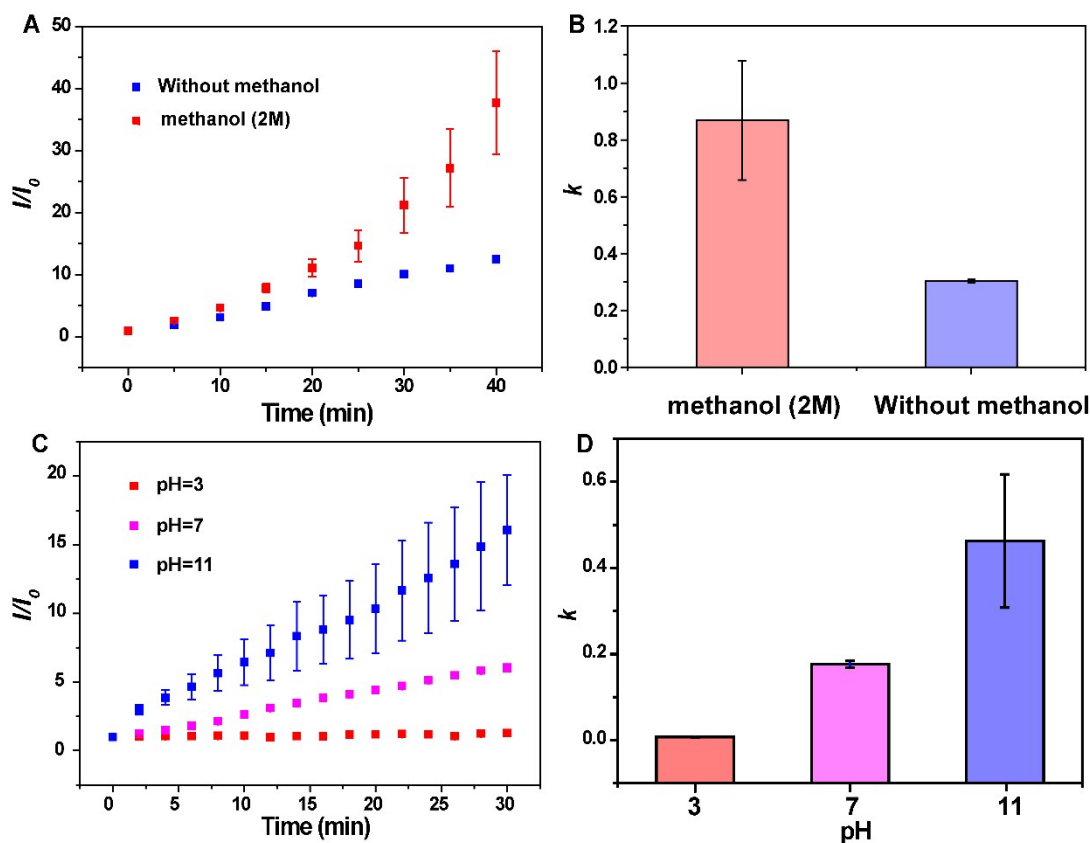 A
I/I0
50
40
30
20
10
0
Without methanol
methanol (2M)
0 10 20 30 40
Time (min)
B
k
1.2
1.0
0.8
0.6
0.4
0.2
0.0
methanol (2M) Without methanol
C
I/I0
20
15
10
5
0
pH=3
pH=7
pH=11
0 5 10 15 20 25 30
Time (min)
D
k
0.6
0.4
0.2
0.0
3 7 11
pH